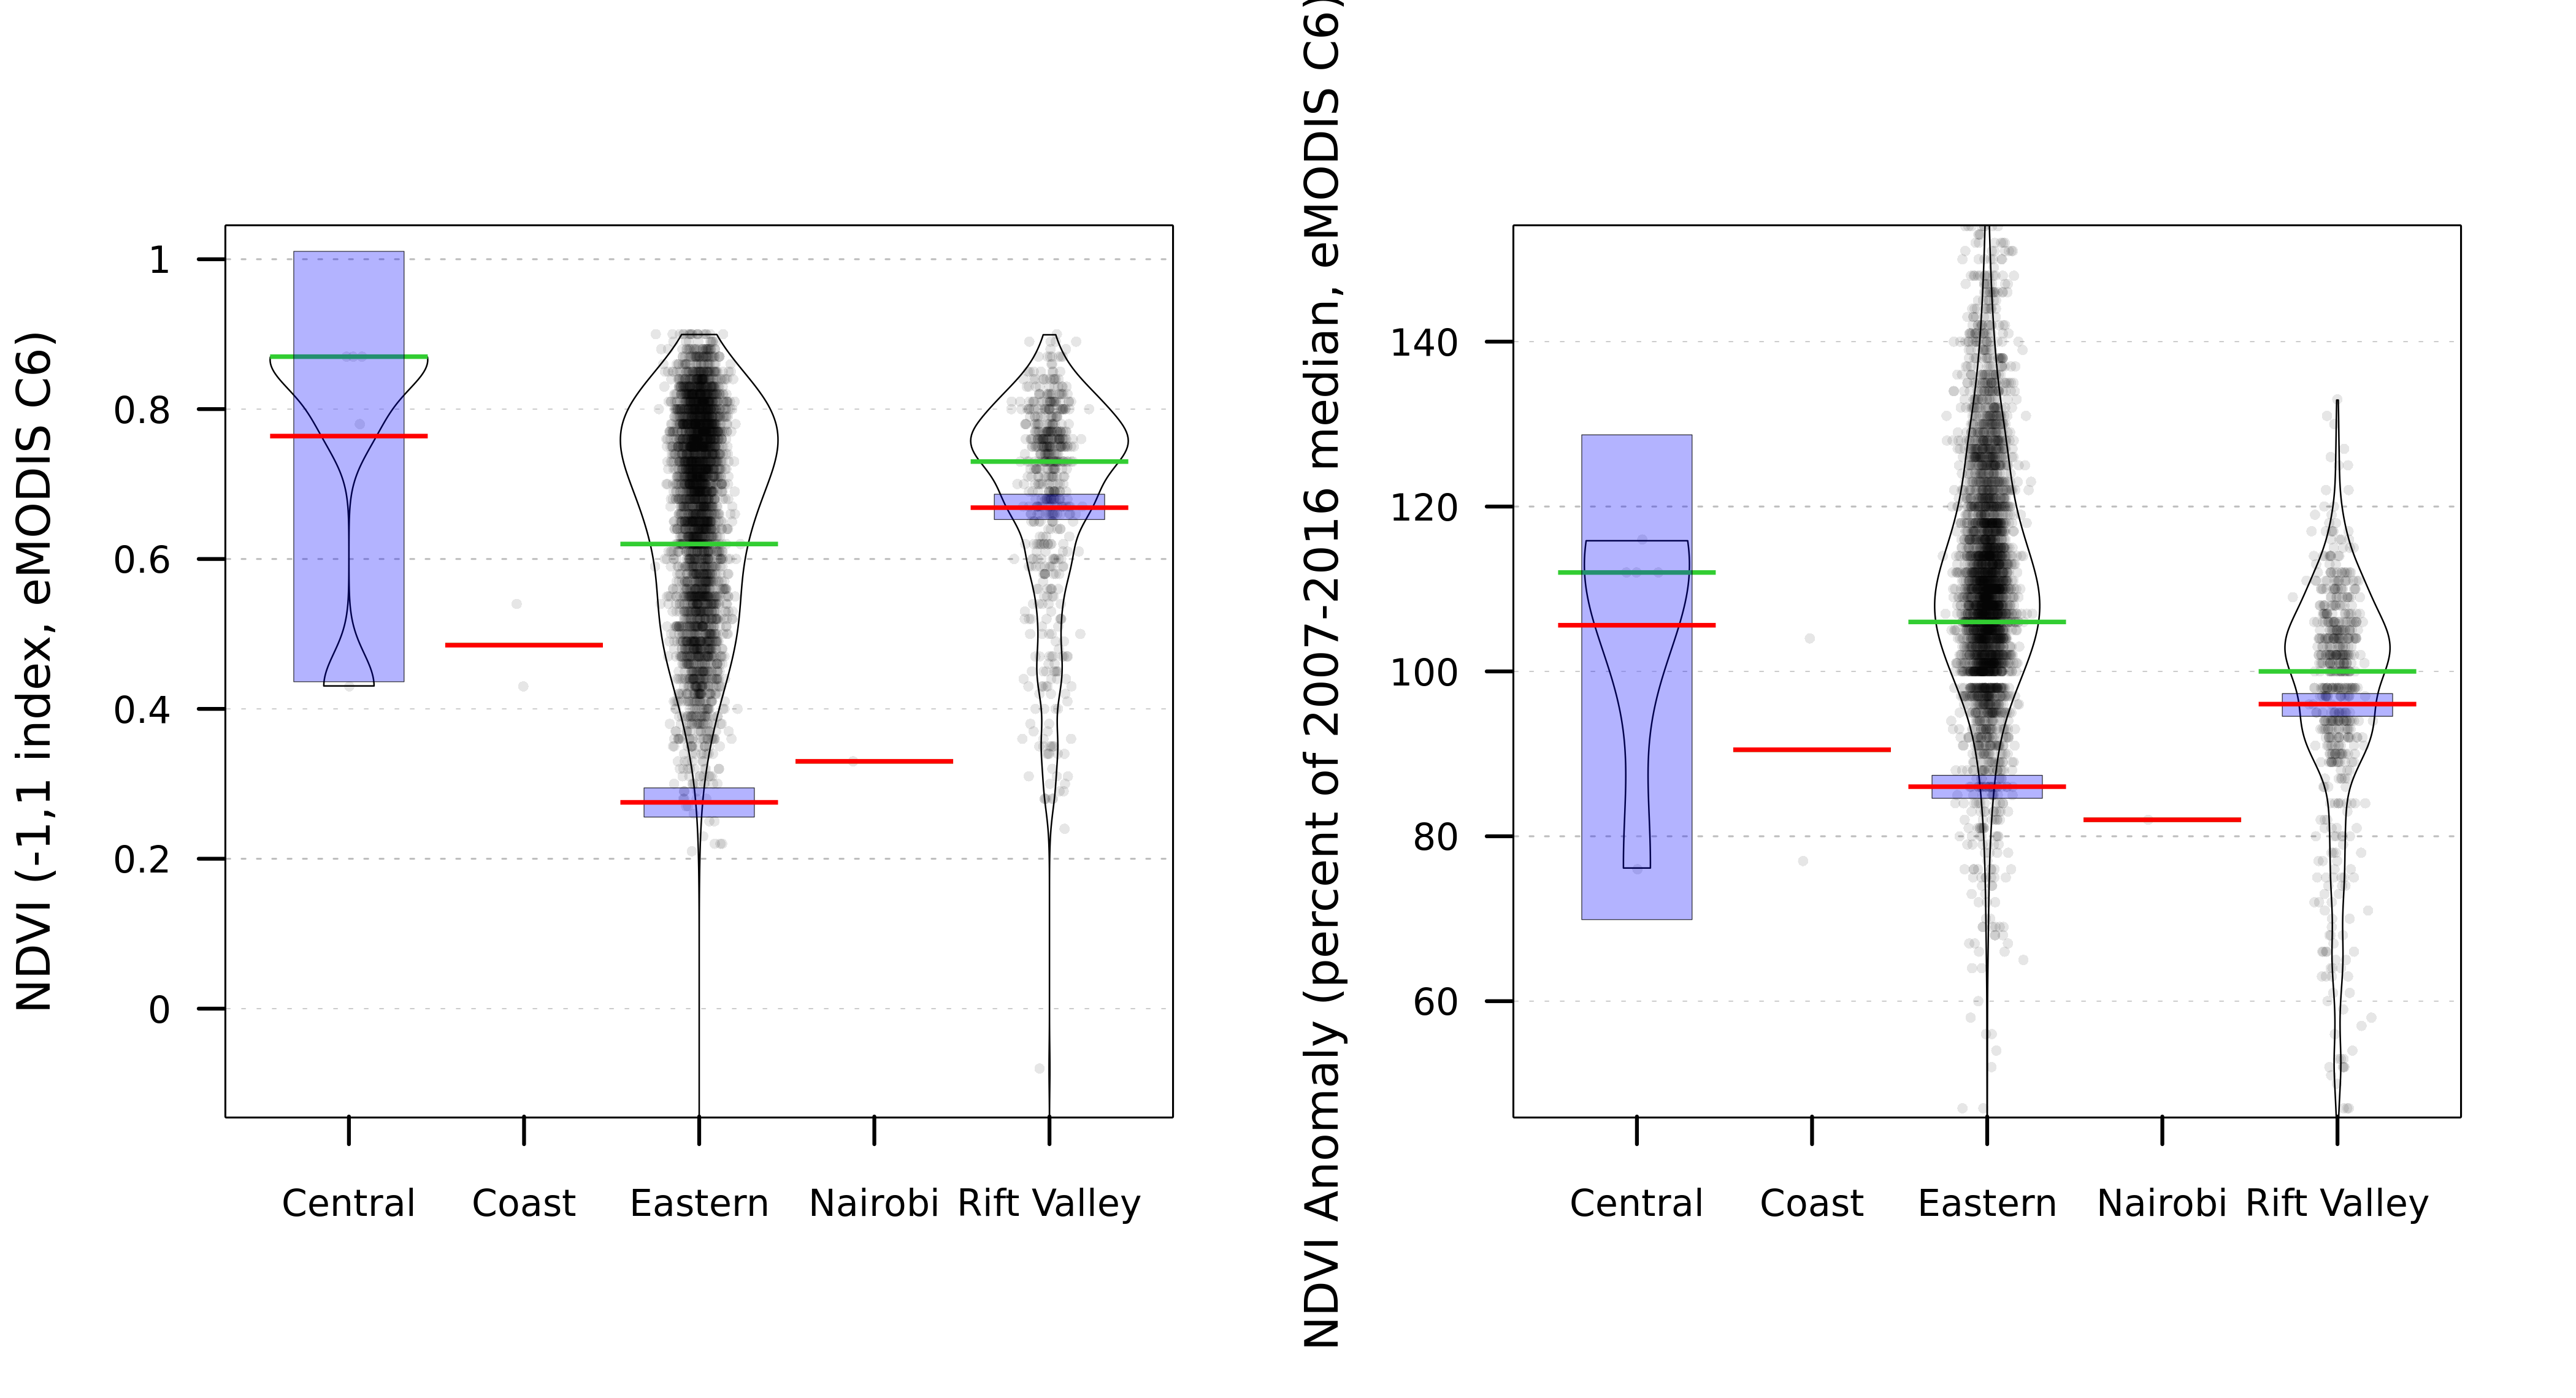 NDVI (-1,1 index, eMODIS C6)
1
0.8
0.6
0.4
0.2
0
Central Coast Eastern Nairobi Rift Valley
NDVI Anomaly (percent of 2007-2016 median, eMODIS C6)
140
120
100
80
60
Central Coast Eastern Nairobi Rift Valley